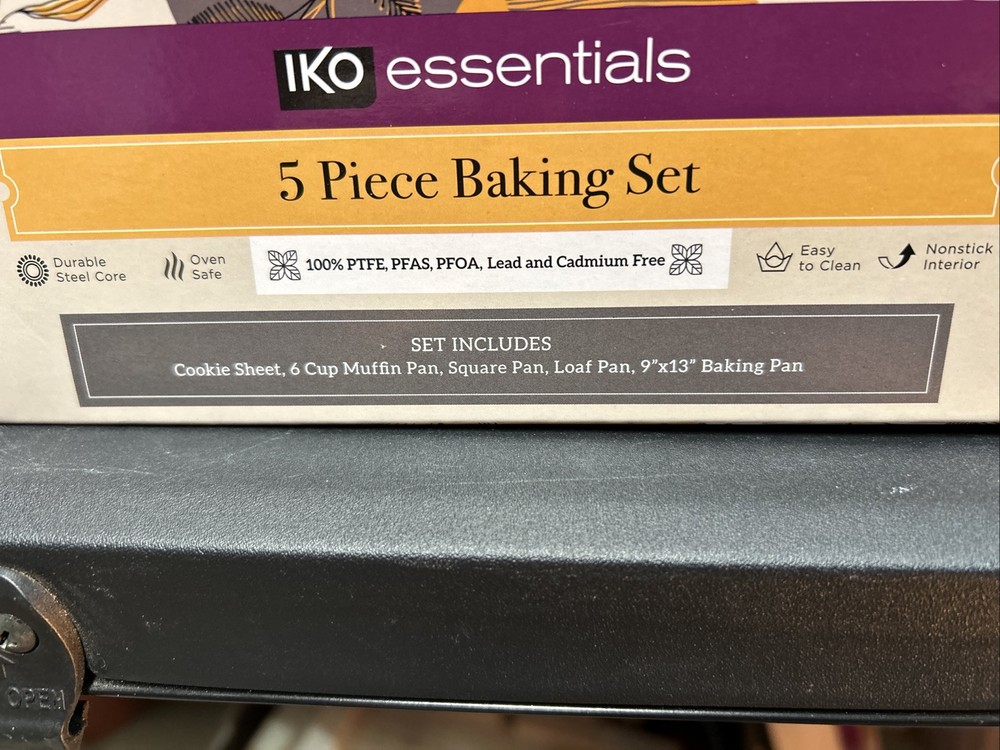 IKO essentials
5 Piece Baking Set
Durable
Steel Core
Oven
Safe
100% PTFE, PFAS, PFOA, Lead and Cadmium Free
Easy
to Clean
Nonstick
Interior
SET INCLUDES
Cookie Sheet, 6 Cup Muffin Pan, Square Pan, Loaf Pan, 9”x13” Baking Pan
OPEN